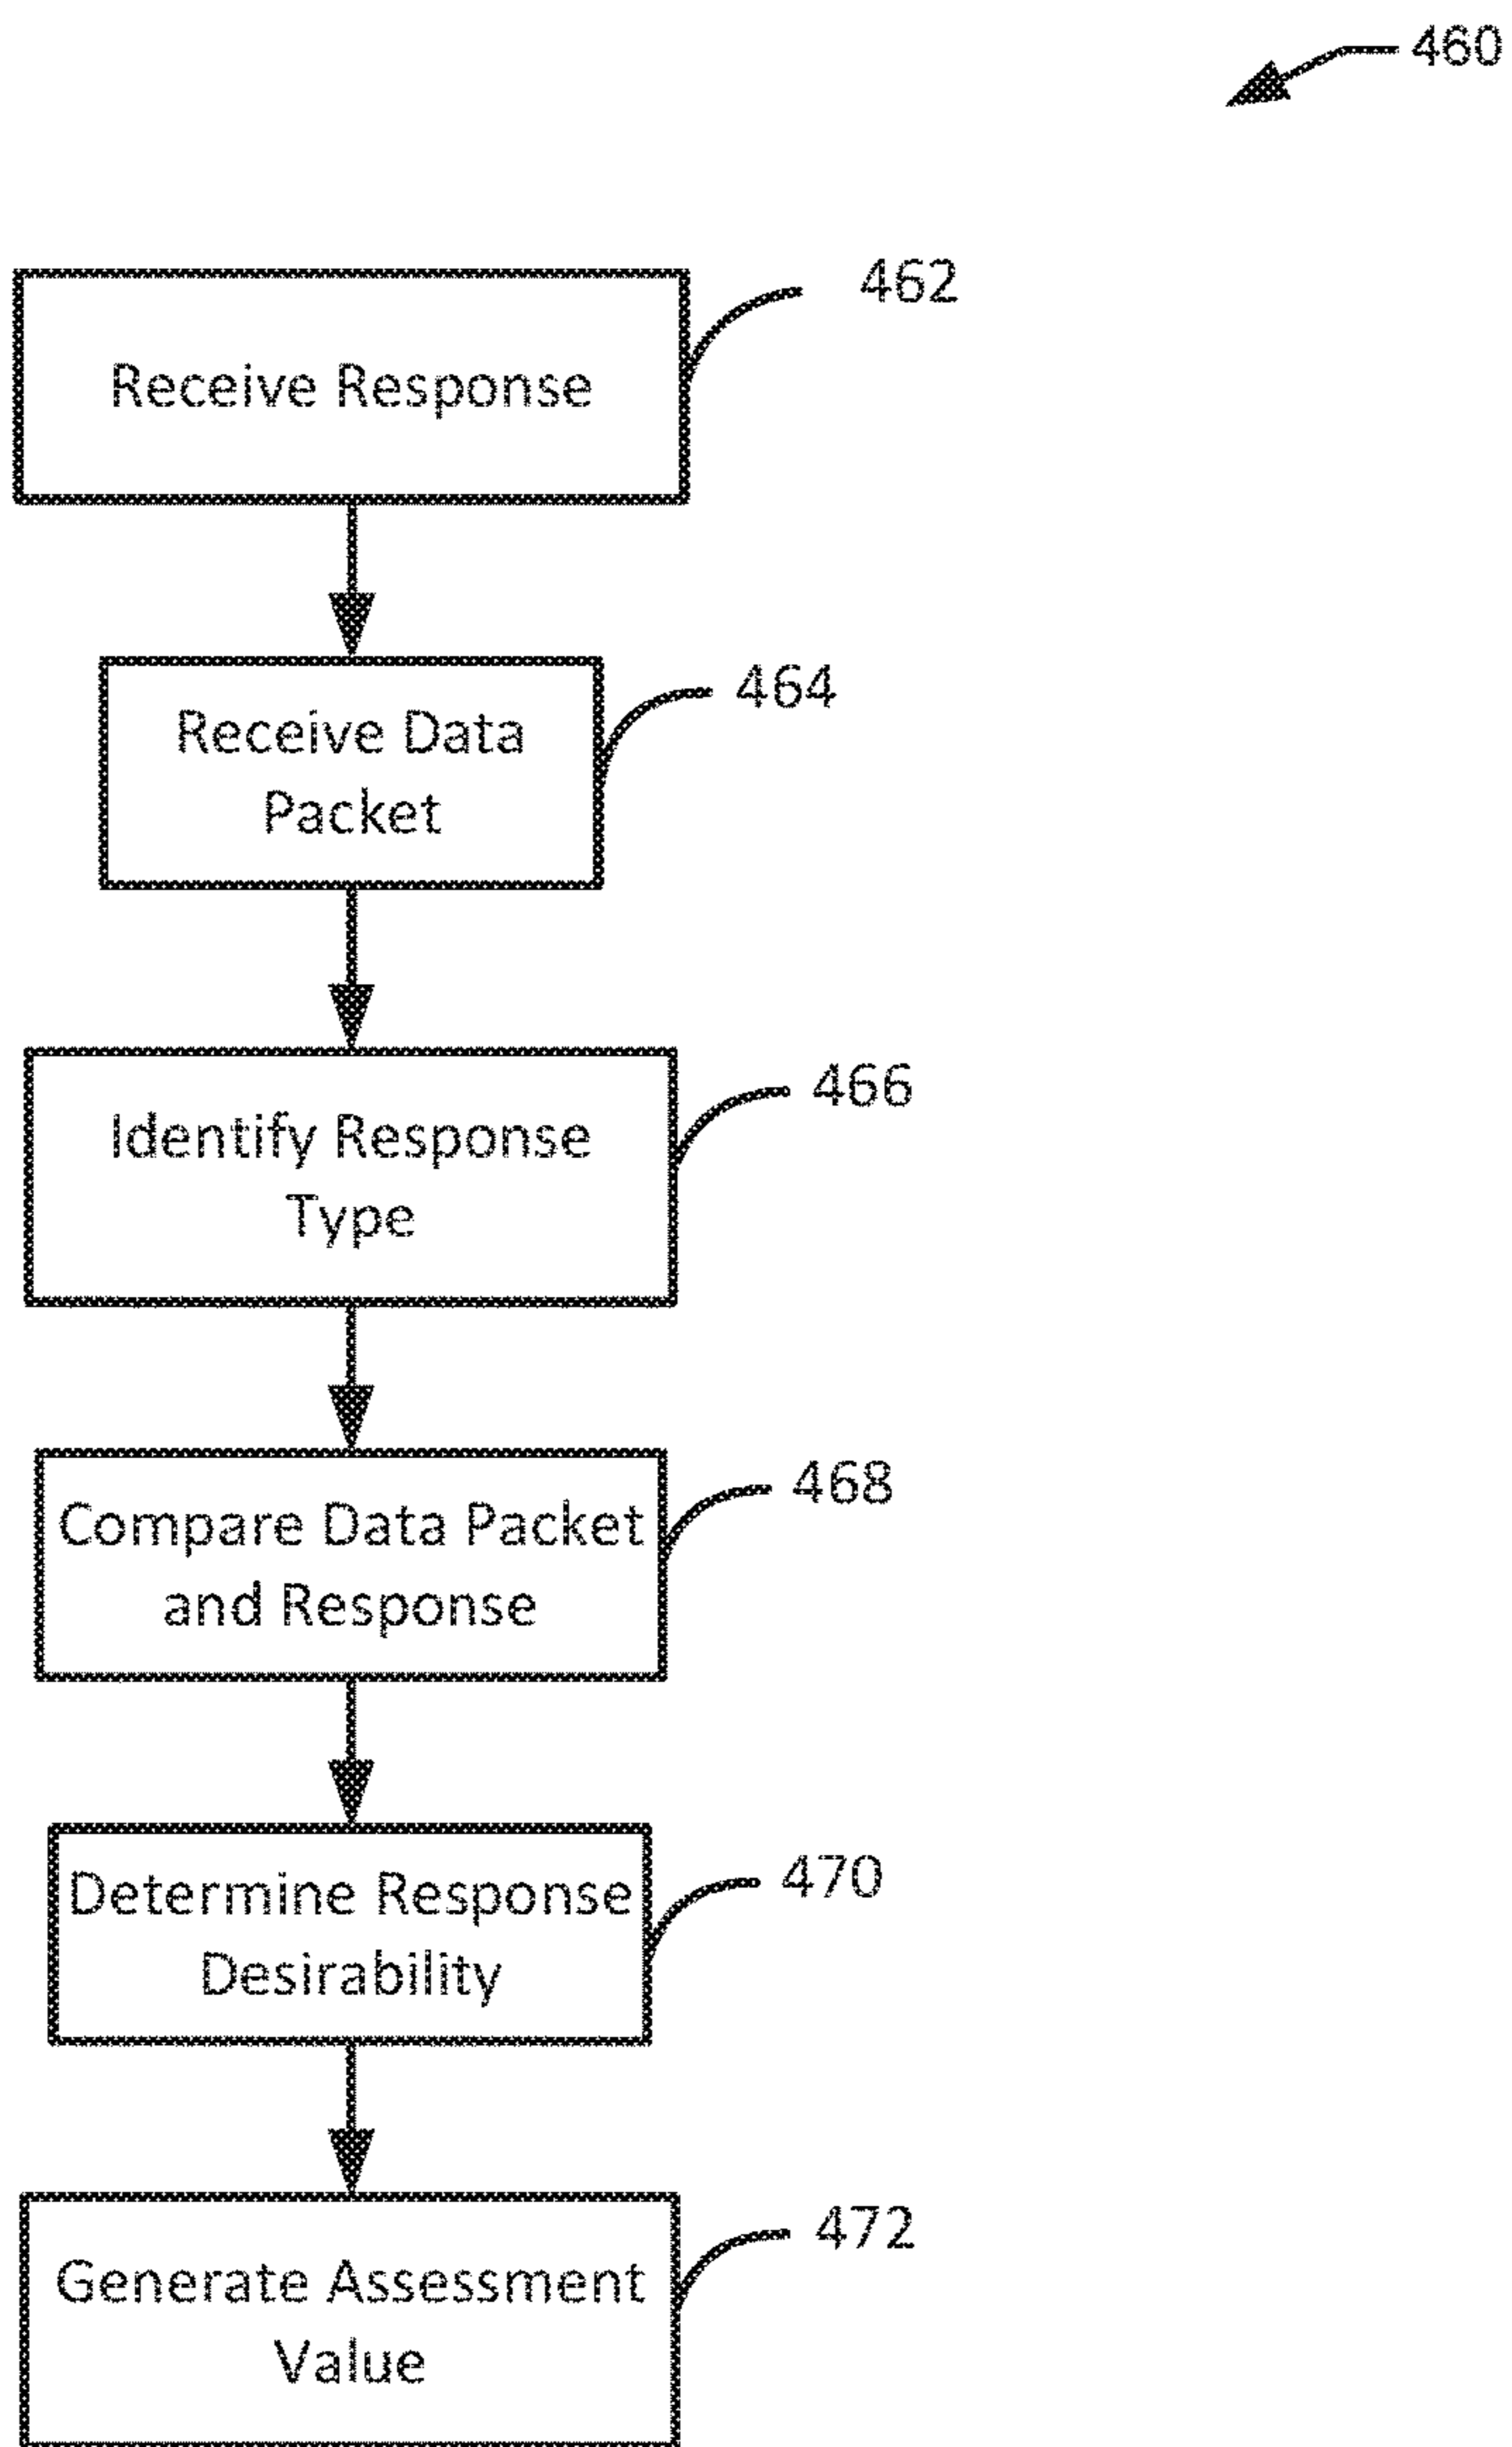 460
462
Receive Response
464
Receive Data
Packet
466
Identify Response
Type
468
Compare Data Packet
and Response
470
Determine Response
Desirability
472
Generate Assessment
Value